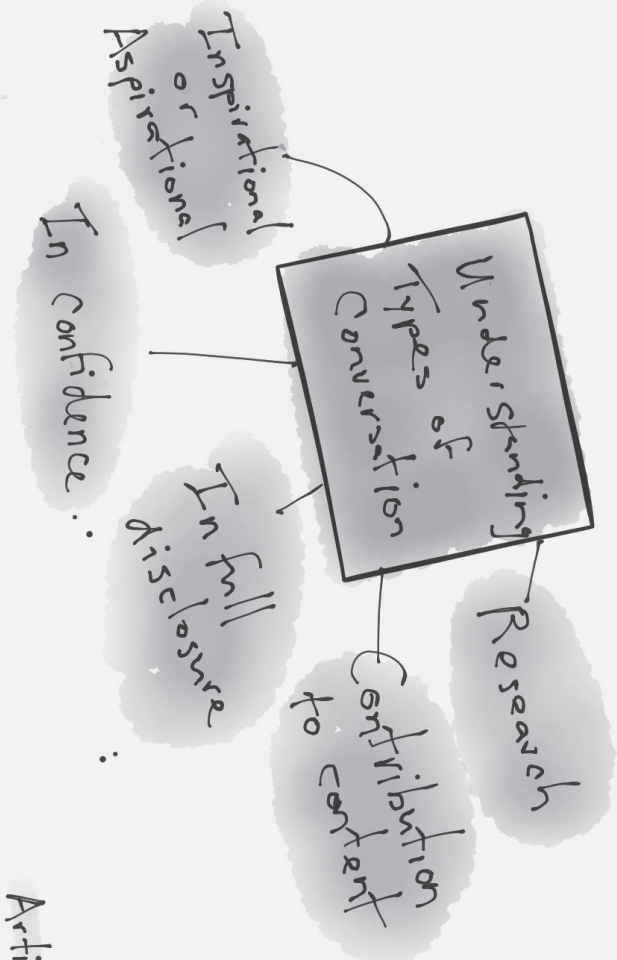 Understanding
Types of
Conversation
Research
Contribution
to content
In full
disclosure
In confidence
Inspirational
or
Aspirational
Arti